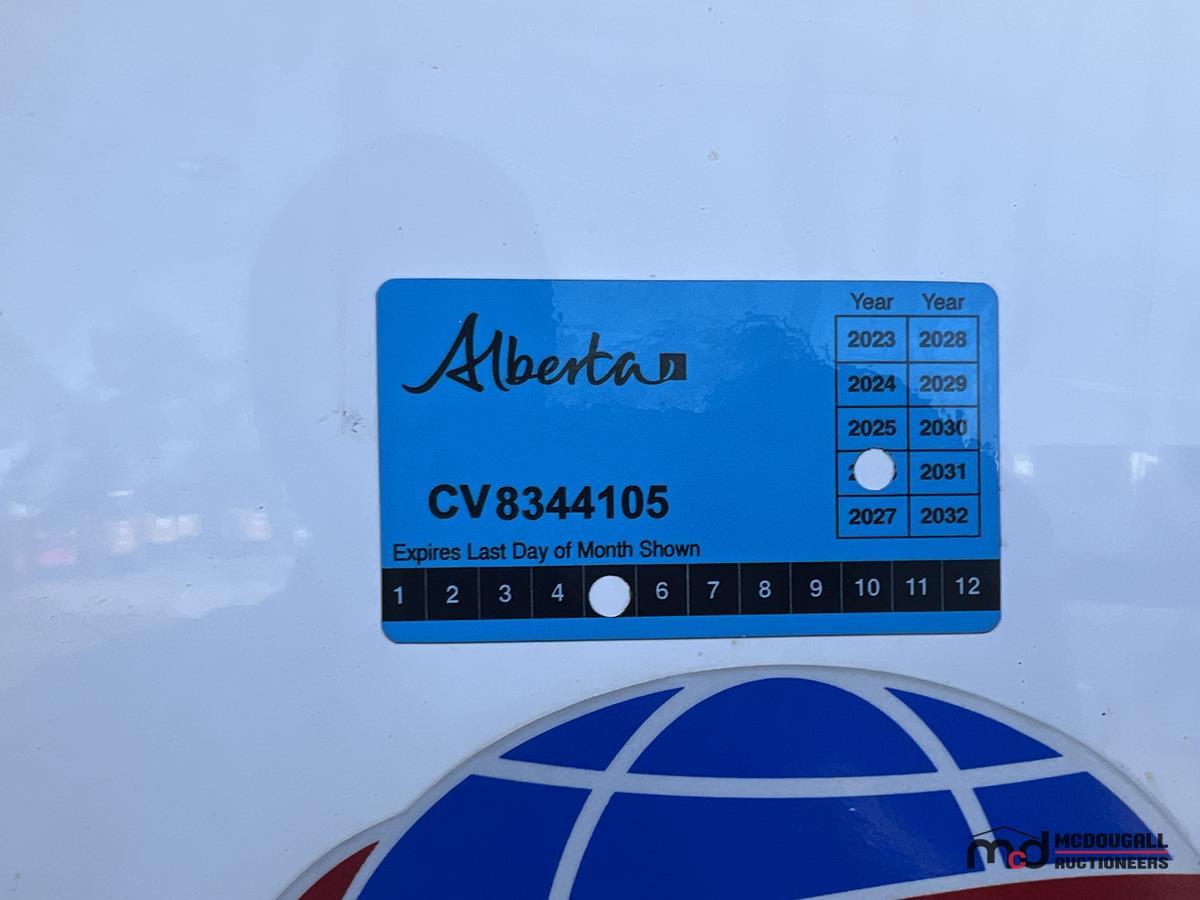 Alberta
Year Year
2023 2028
2024 2029
2025 2030
2031
2027 2032
CV8344105
Expires Last Day of Month Shown
1 2 3 4 6 7 8 9 10 11 12
mcd MCDOUGALL
AUCTIONEERS